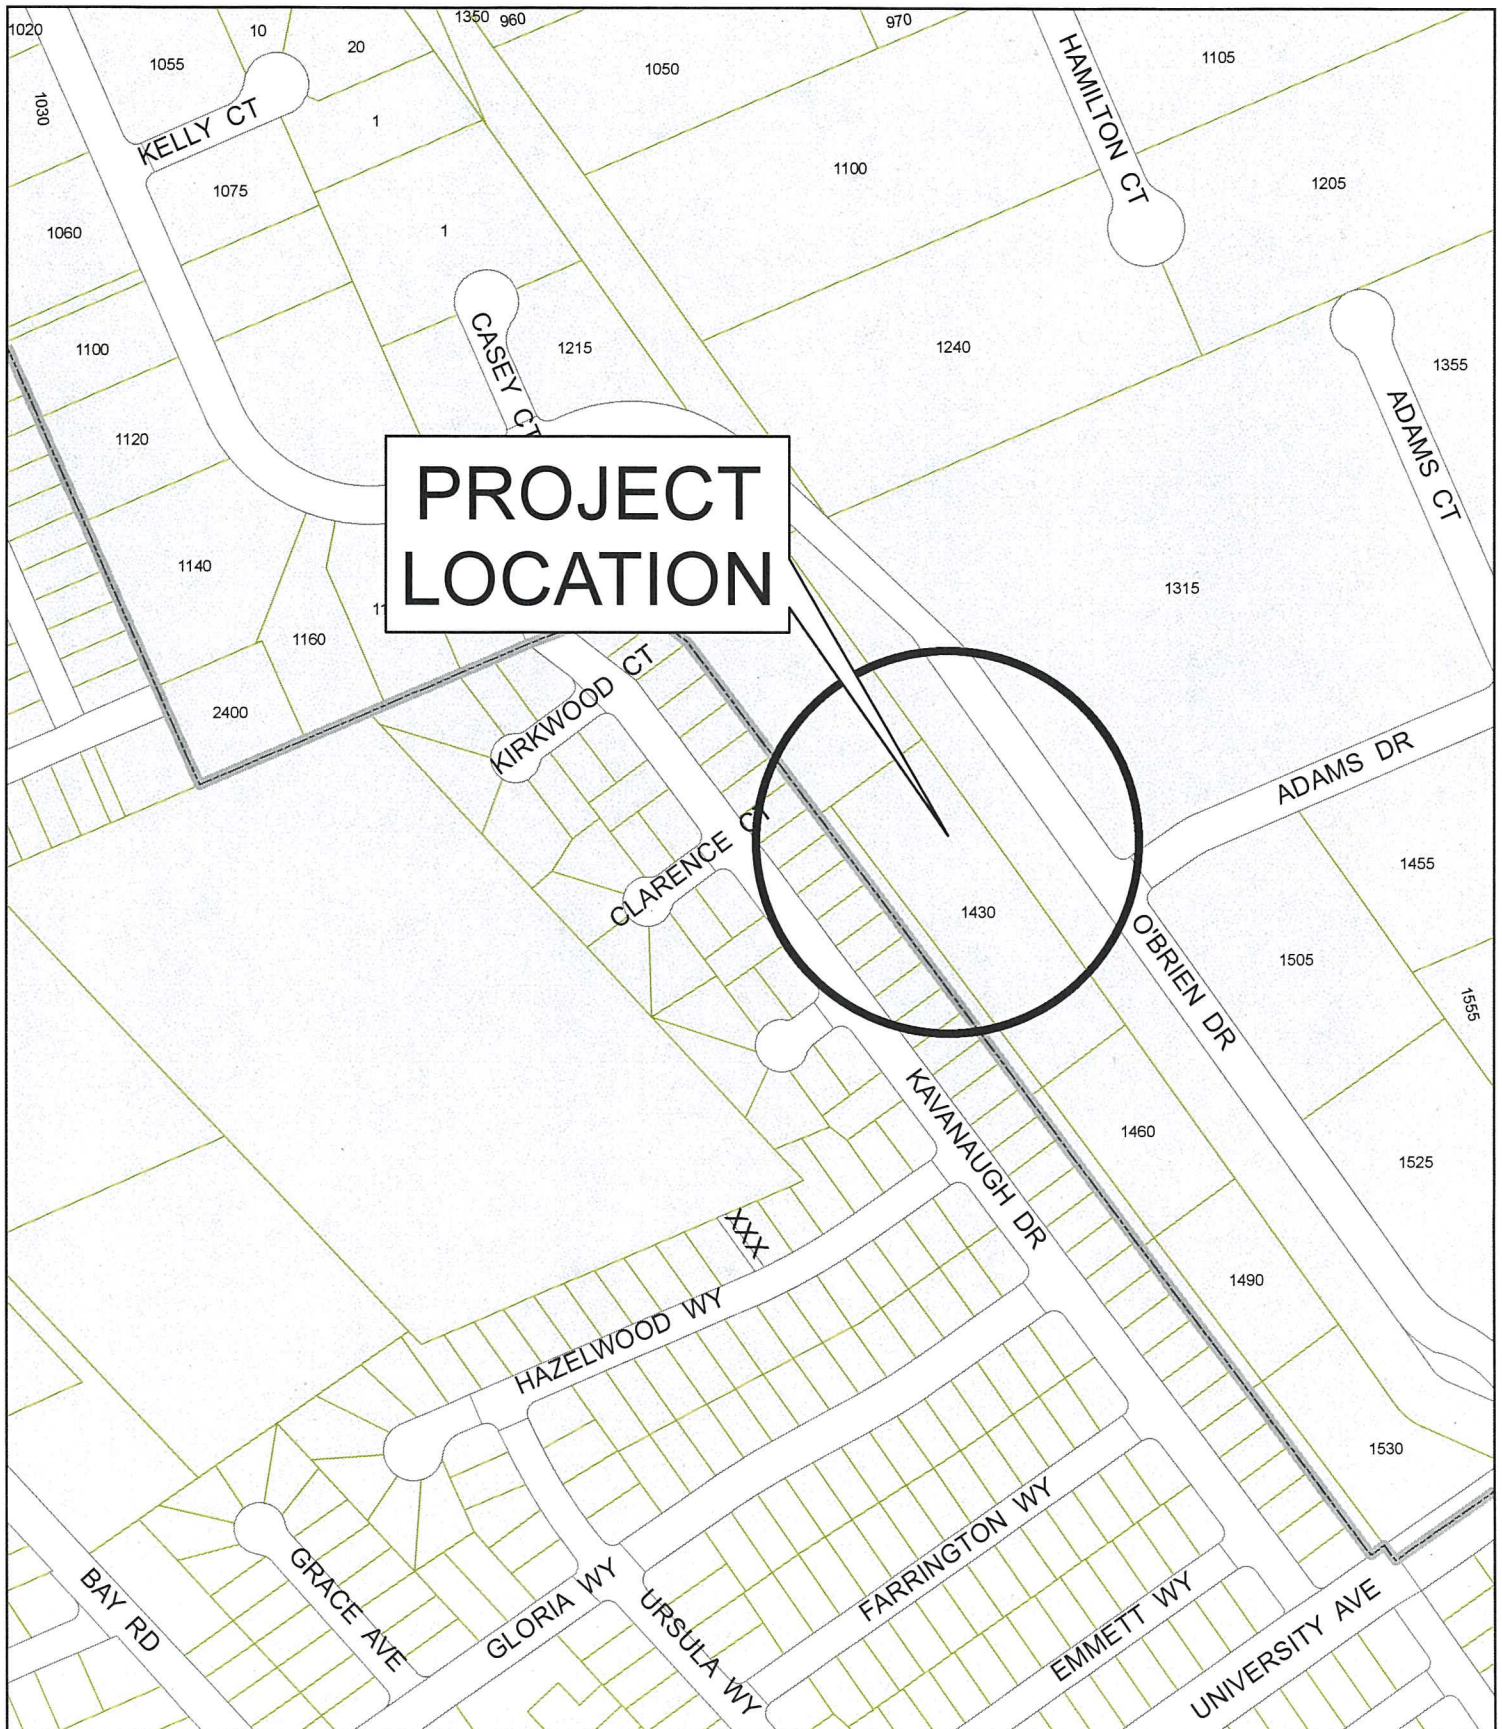 1020
10
1350
960
970
20
1055
1050
HAMILTON CT
1105
1030
KELLY CT
1
1100
1075
1205
1060
1
CASEY CT
1100
1215
1240
1355
1120
ADAMS CT
PROJECT
LOCATION
1140
1315
1160
KIRKWOOD CT
2400
ADAMS DR
CLARENCE CT
1455
1430
O'BRIEN DR
1505
1555
KAVANAUGH DR
1460
1525
XXX
1490
HAZELWOOD WY
1530
FARRINGTON WY
BAY RD
GRACE AVE
GLORIA WY
URSULA WY
EMMETT WY
UNIVERSITY AVE